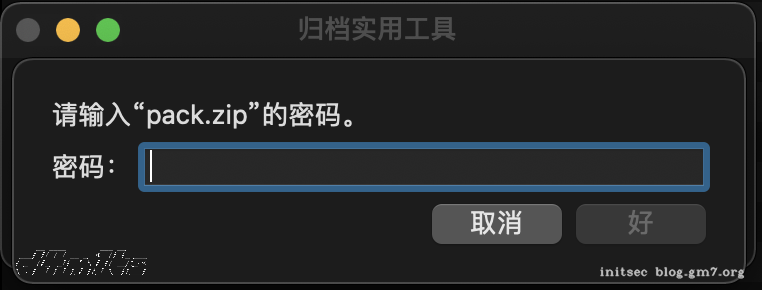 归档实用工具
请输入“pack.zip”的密码。
密码：
取消
好
initsec blog.gm7.org